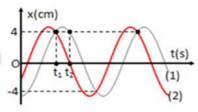 x(cm)
4
t(s)
O
t₁ t₂
(1)
-4
(2)